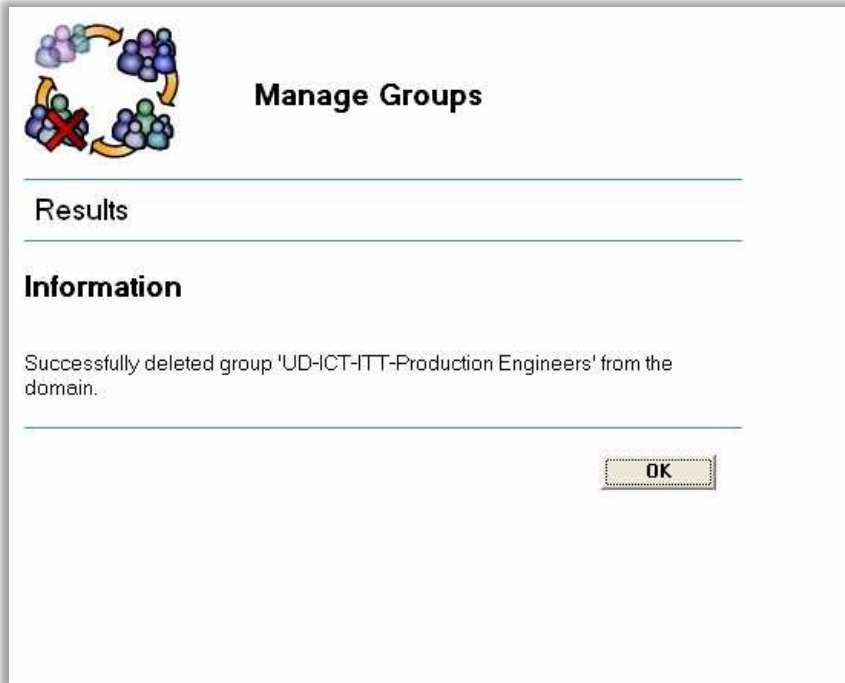 Manage Groups
Results
Information
Successfully deleted group 'UD-ICT-ITT-Production Engineers' from the
domain.
OK